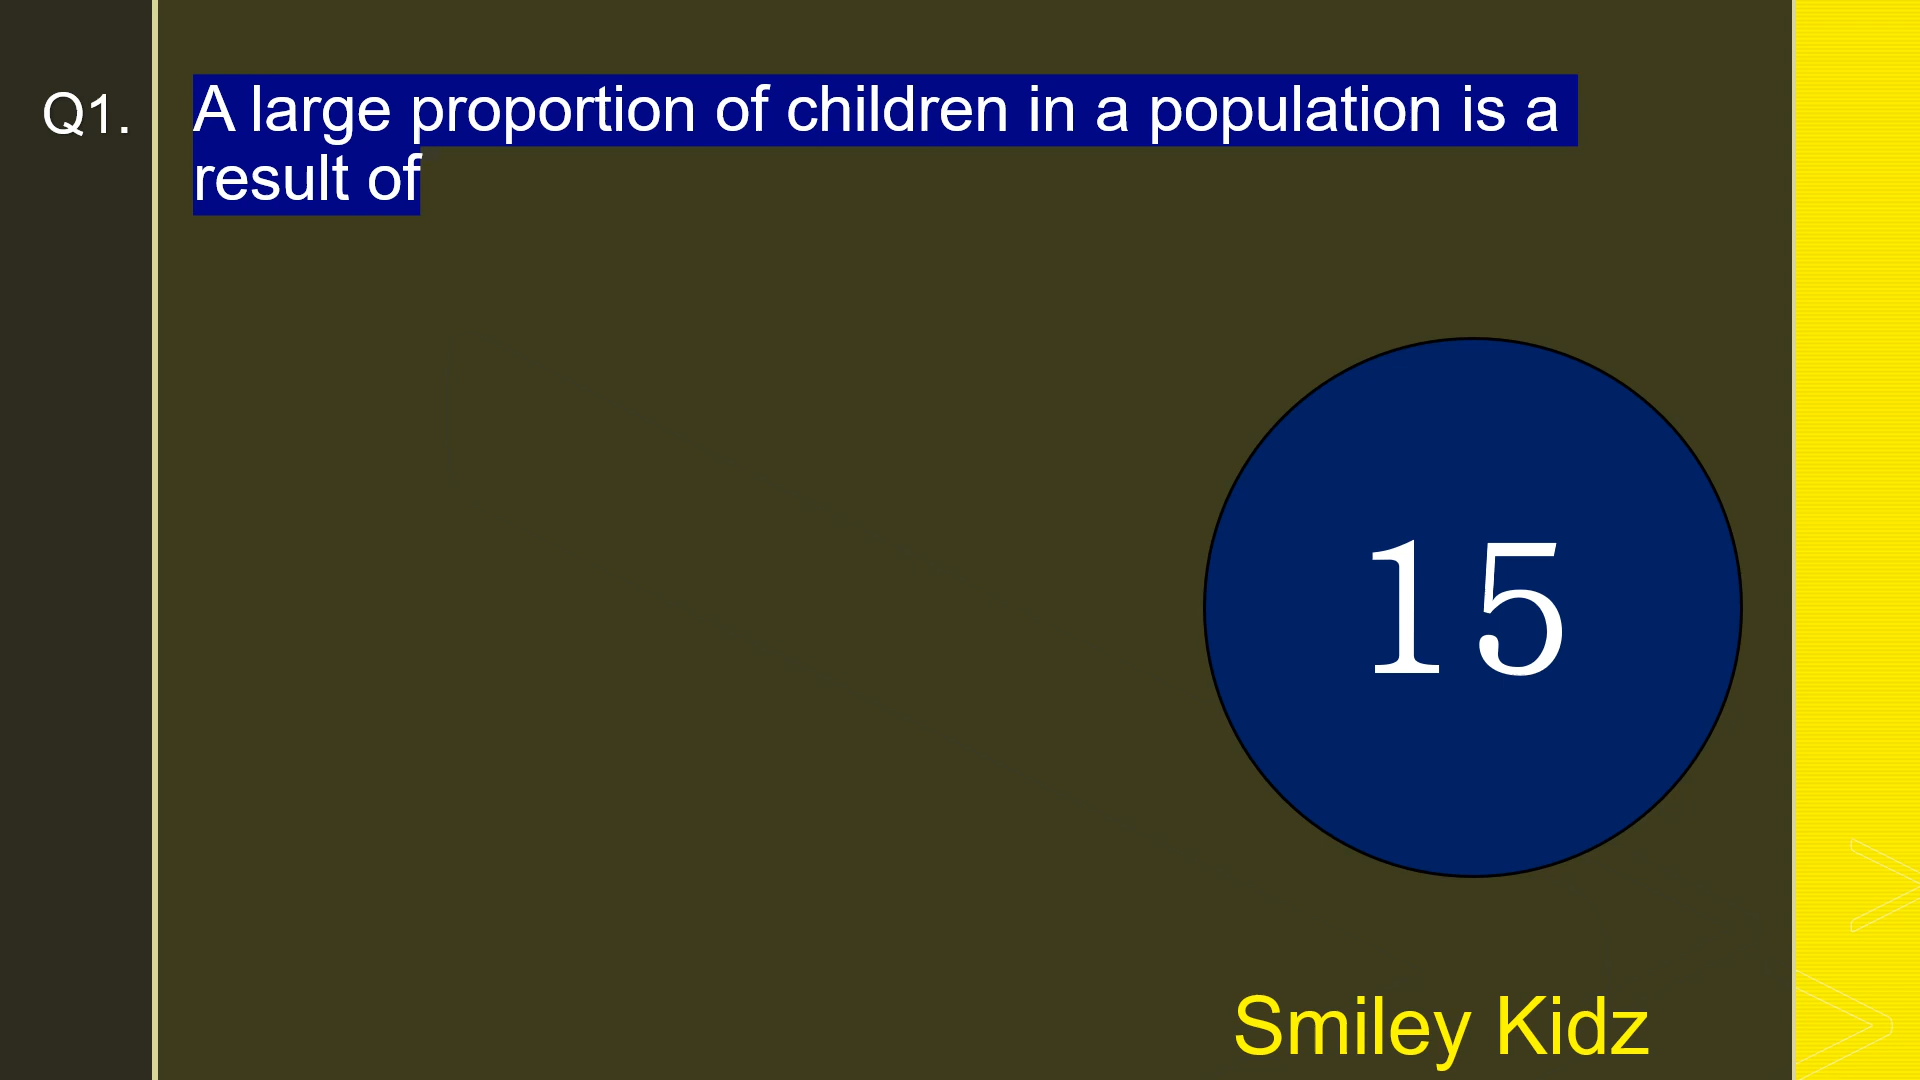 Q1.
A large proportion of children in a population is a
result of
15
Smiley Kidz